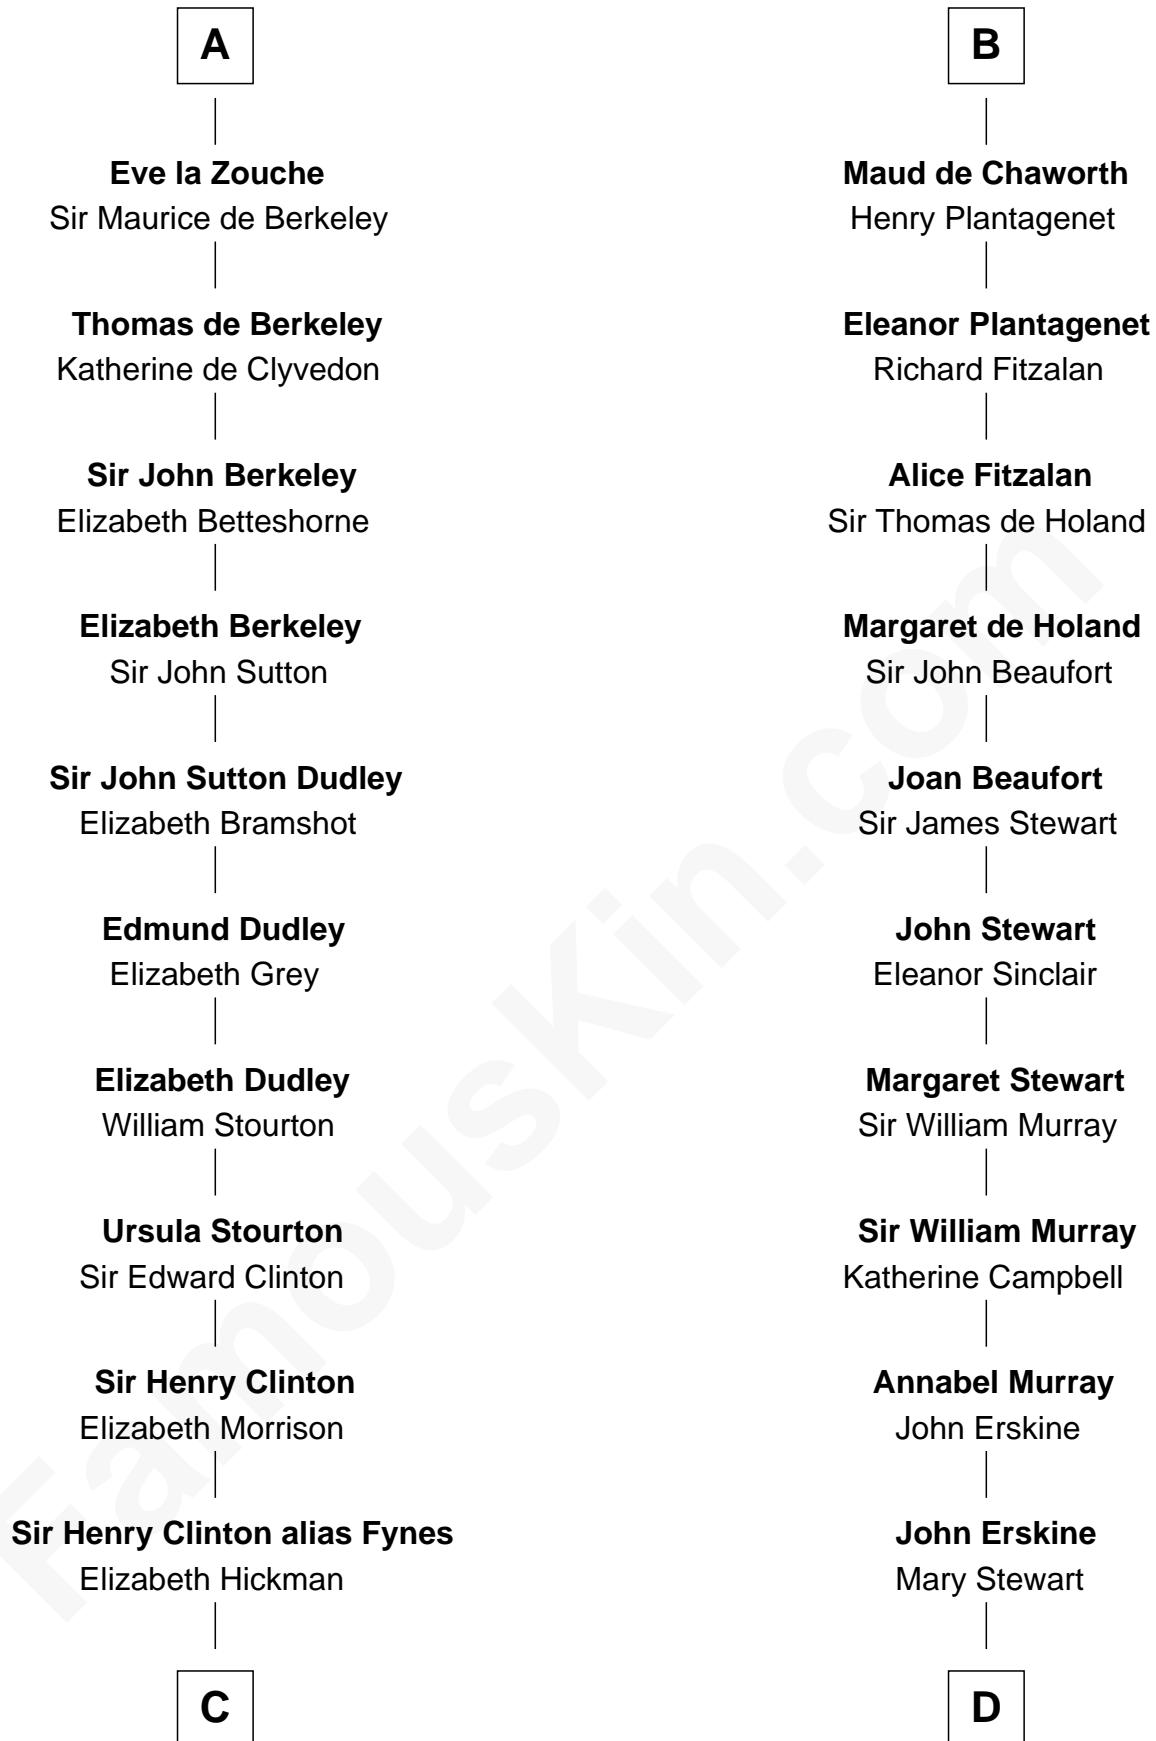 A
Eve la Zouche
Sir Maurice de Berkeley
Thomas de Berkeley
Katherine de Clyvedon
Sir John Berkeley
Elizabeth Betteshorne
Elizabeth Berkeley
Sir John Sutton
Sir John Sutton Dudley
Elizabeth Bramshot
Edmund Dudley
Elizabeth Grey
Elizabeth Dudley
William Stourton
Ursula Stourton
Sir Edward Clinton
Sir Henry Clinton
Elizabeth Morrison
Sir Henry Clinton alias Fynes
Elizabeth Hickman
C
B
Maud de Chaworth
Henry Plantagenet
Eleanor Plantagenet
Richard Fitzalan
Alice Fitzalan
Sir Thomas de Holand
Margaret de Holand
Sir John Beaufort
Joan Beaufort
Sir James Stewart
John Stewart
Eleanor Sinclair
Margaret Stewart
Sir William Murray
Sir William Murray
Katherine Campbell
Annabel Murray
John Erskine
John Erskine
Mary Stewart
D
FamousKin.com